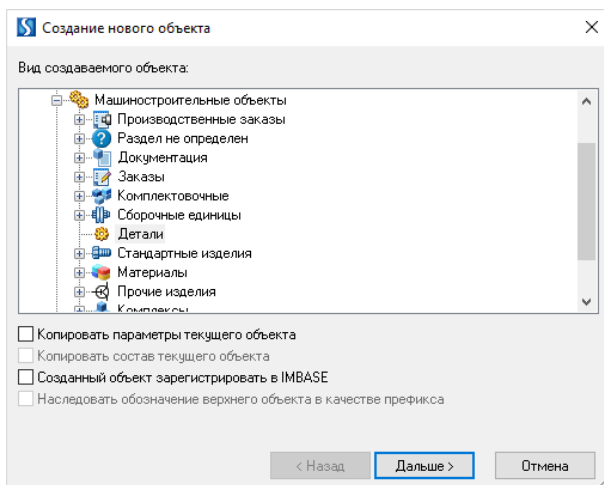 Создание нового объекта
Вид создаваемого объекта:
Машиностроительные объекты
Производственные заказы
Раздел не определен
Документация
Заказы
Комплектовочные
Сборочные единицы
Детали
Стандартные изделия
Материалы
Прочие изделия
Комплексы
Копировать параметры текущего объекта
Копировать состав текущего объекта
Созданный объект зарегистрировать в IMBASE
Наследовать обозначение верхнего объекта в качестве префикса
< Назад Дальше > Отмена